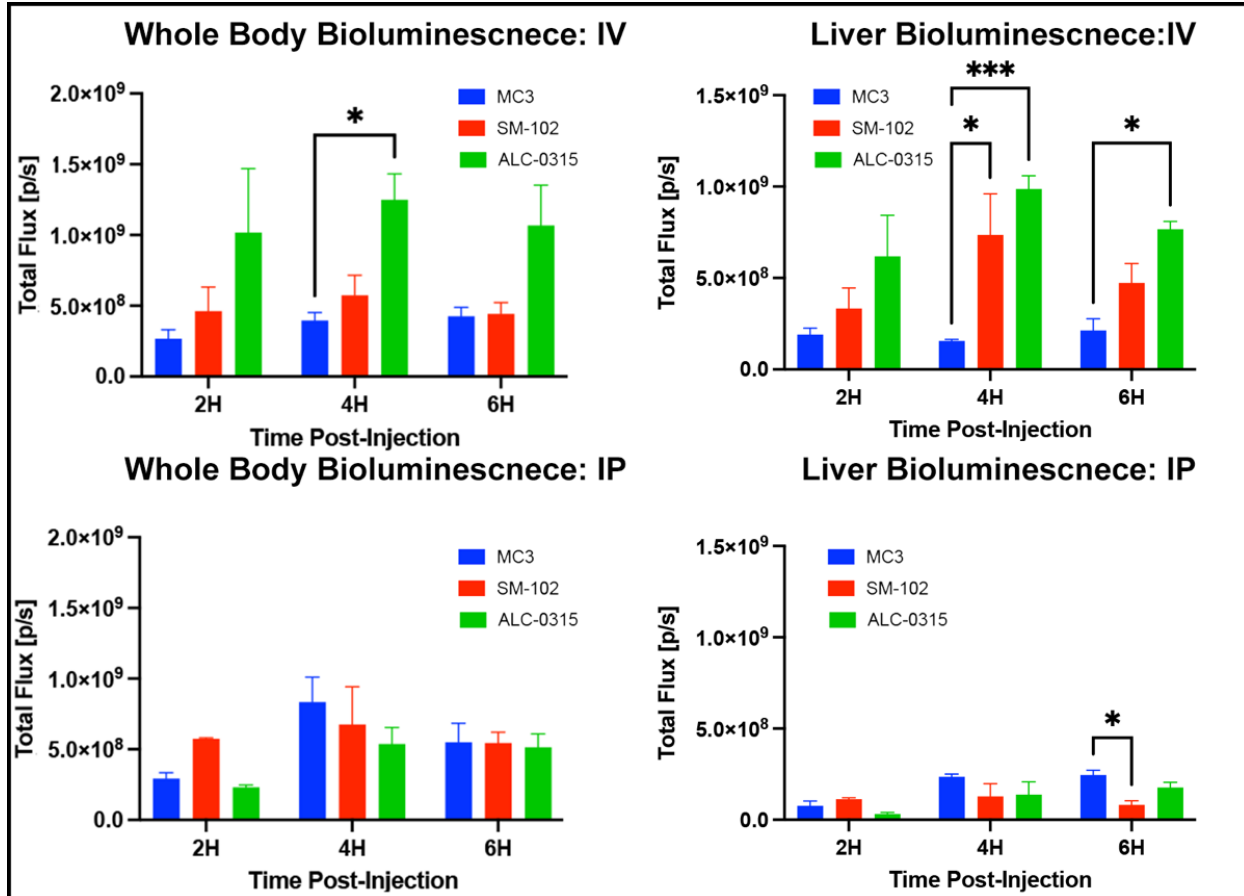 Whole Body Bioluminescnece: IV
2.0×10⁹
1.5×10⁹
1.0×10⁹
5.0×10⁸
0.0
Total Flux [p/s]
MC3
SM-102
ALC-0315
*
2H
4H
6H
Time Post-Injection
Liver Bioluminescnece:IV
1.5×10⁹
1.0×10⁹
5.0×10⁸
0.0
Total Flux [p/s]
MC3
SM-102
ALC-0315
***
*
*
2H
4H
6H
Time Post-Injection
Whole Body Bioluminescnece: IP
2.0×10⁹
1.5×10⁹
1.0×10⁹
5.0×10⁸
0.0
Total Flux [p/s]
MC3
SM-102
ALC-0315
2H
4H
6H
Time Post-Injection
Liver Bioluminescnece: IP
1.5×10⁹
1.0×10⁹
5.0×10⁸
0.0
Total Flux [p/s]
MC3
SM-102
ALC-0315
*
2H
4H
6H
Time Post-Injection